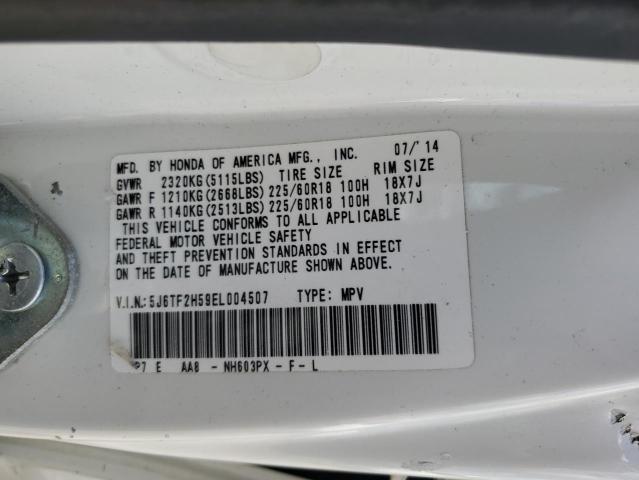 MFD. BY HONDA OF AMERICA MFG., INC. 07/'14
GVWR 2320KG(5115LBS) TIRE SIZE RIM SIZE
GAWR F 1210KG(2668LBS) 225/60R18 100H 18X7J
GAWR R 1140KG(2513LBS) 225/60R18 100H 18X7J
THIS VEHICLE CONFORMS TO ALL APPLICABLE
FEDERAL MOTOR VEHICLE SAFETY
AND THEFT PREVENTION STANDARDS IN EFFECT
ON THE DATE OF MANUFACTURE SHOWN ABOVE.
V.I.N.:5J6TF2H59EL004507 TYPE: MPV
P7 E AA8 - NH603PX - F - L